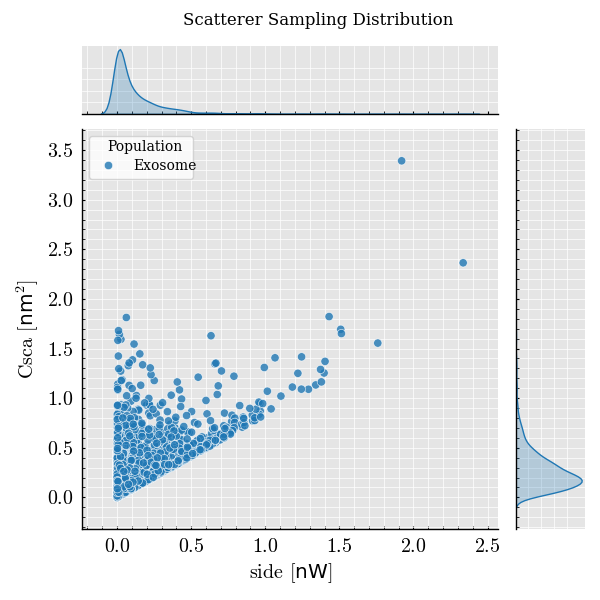 Scatterer Sampling Distribution
Population
Exosome
3.5
3.0
2.5
2.0
1.5
1.0
0.5
0.0
Csca [nm²]
0.0 0.5 1.0 1.5 2.0 2.5
side [nW]